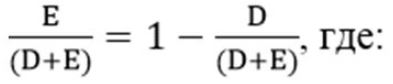 E/(D+E) = 1 − D/(D+E), где: